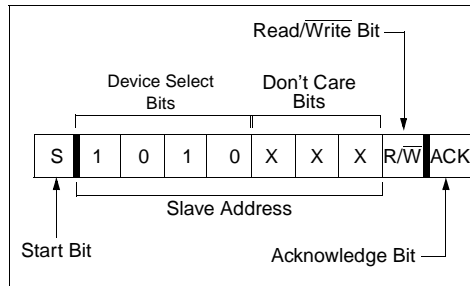 Read/Write Bit
Device Select
Bits
Don't Care
Bits
S 1 0 1 0 X X X R/W ACK
Slave Address
Start Bit
Acknowledge Bit